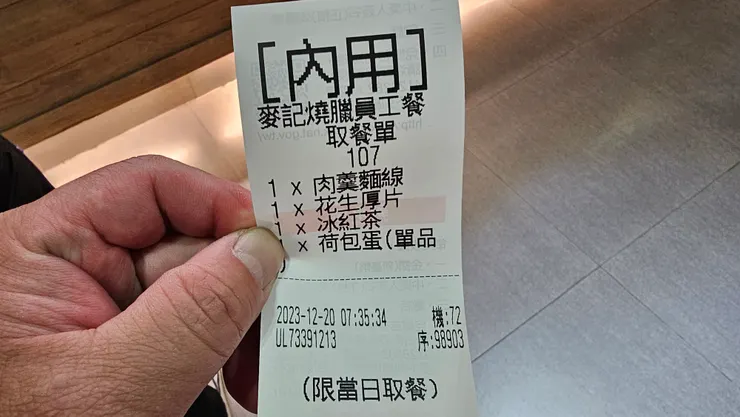 [內用]
麥記燒臘員工餐
取餐單
107
1 x 肉羹麵線
1 x 花生厚片
1 x 冰紅茶
x 荷包蛋(單品
)
2023-12-20 07:35:34 機:72
UL73391213 序:98903
(限當日取餐)